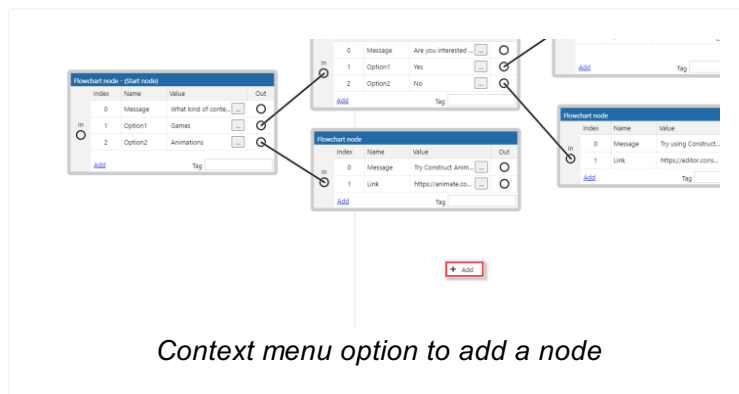 0 Message Are you interested ... ...
In
1 Option1 Yes ...
2 Option2 No ...
Add Tag
Add Tag
Flowchart node - (Start node)
Index Name Value Out
0 Message What kind of conte... ...
In
1 Option1 Games ...
2 Option2 Animations ...
Add Tag
Flowchart node
Index Name Value
0 Message Try using Construct...
In
1 Link https://editor.cons...
Add Tag
Flowchart node
Index Name Value Out
0 Message Try Construct Anim... ...
In
1 Link https://animate.co... ...
Add Tag
+ Add
Context menu option to add a node